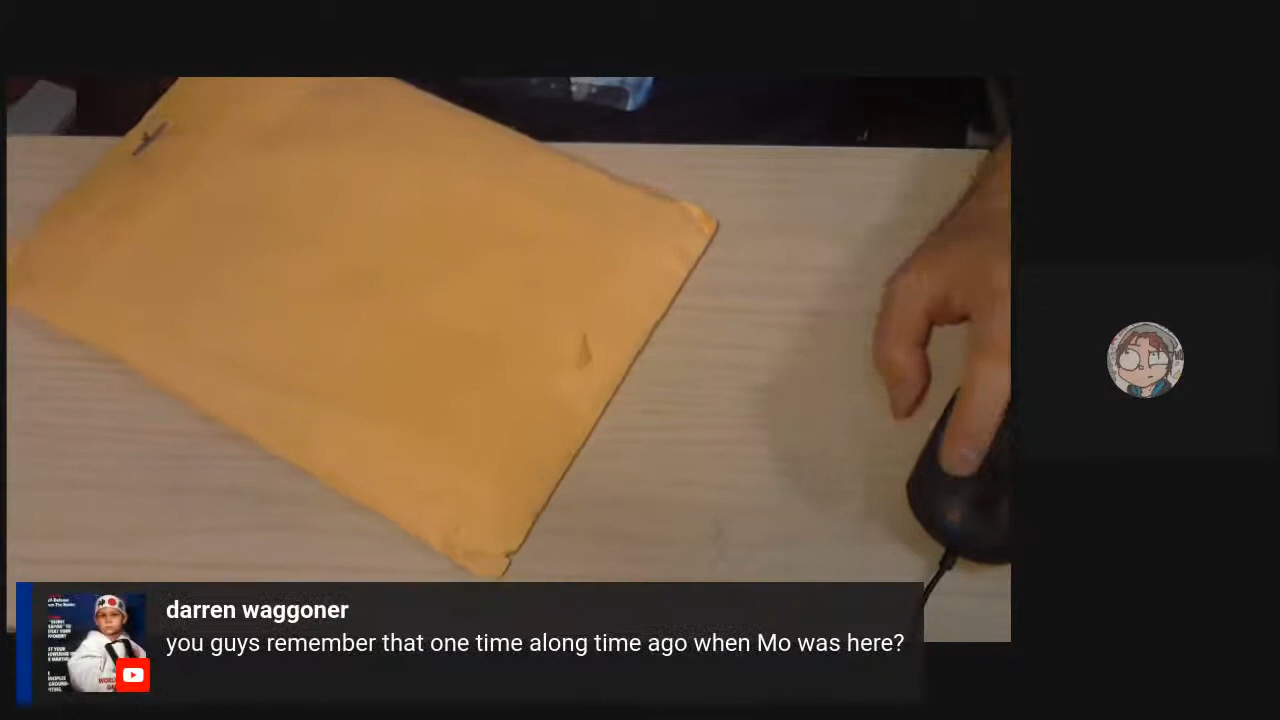 darren waggoner
you guys remember that one time along time ago when Mo was here?